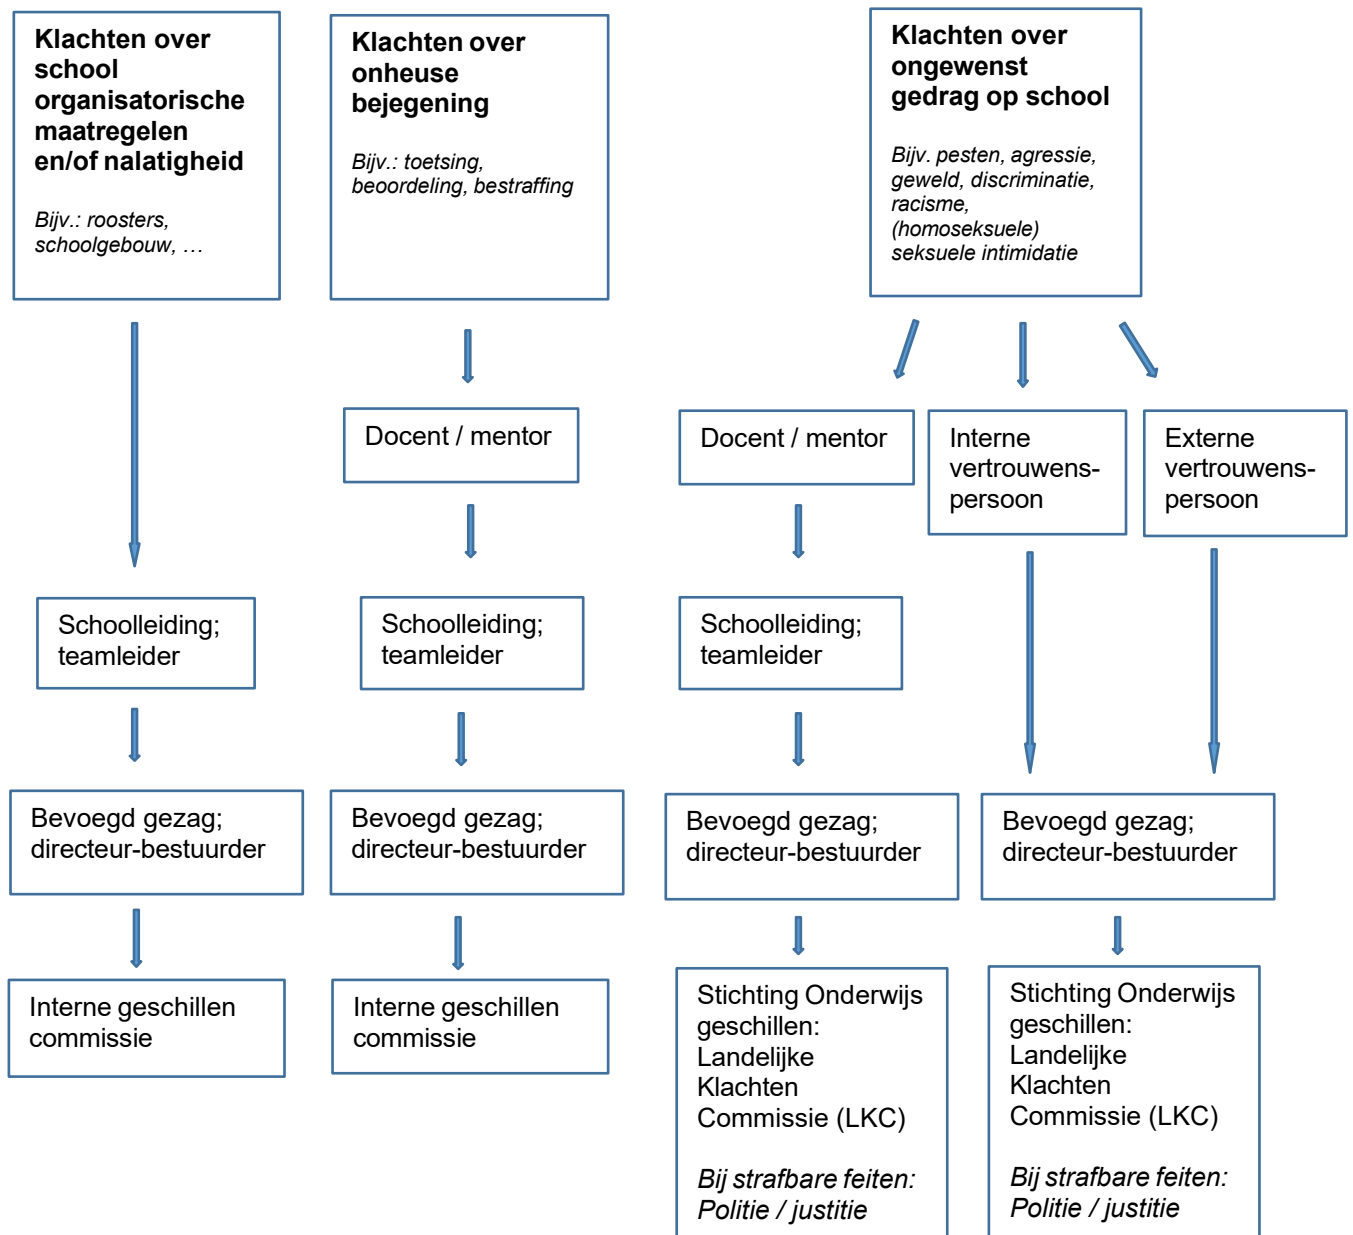 Klachten over
school
organisatorische
maatregelen
en/of nalatigheid
Bijv.: roosters,
schoolgebouw, …
Klachten over
onheuse
bejegening
Bijv.: toetsing,
beoordeling, bestraffing
Klachten over
ongewenst
gedrag op school
Bijv. pesten, agressie,
geweld, discriminatie,
racisme,
(homoseksuele)
seksuele intimidatie
Docent / mentor
Docent / mentor
Interne
vertrouwens-
persoon
Externe
vertrouwens-
persoon
Schoolleiding;
teamleider
Schoolleiding;
teamleider
Schoolleiding;
teamleider
Bevoegd gezag;
directeur-bestuurder
Bevoegd gezag;
directeur-bestuurder
Bevoegd gezag;
directeur-bestuurder
Bevoegd gezag;
directeur-bestuurder
Interne geschillen
commissie
Interne geschillen
commissie
Stichting Onderwijs
geschillen:
Landelijke
Klachten
Commissie (LKC)
Bij strafbare feiten:
Politie / justitie
Stichting Onderwijs
geschillen:
Landelijke
Klachten
Commissie (LKC)
Bij strafbare feiten:
Politie / justitie